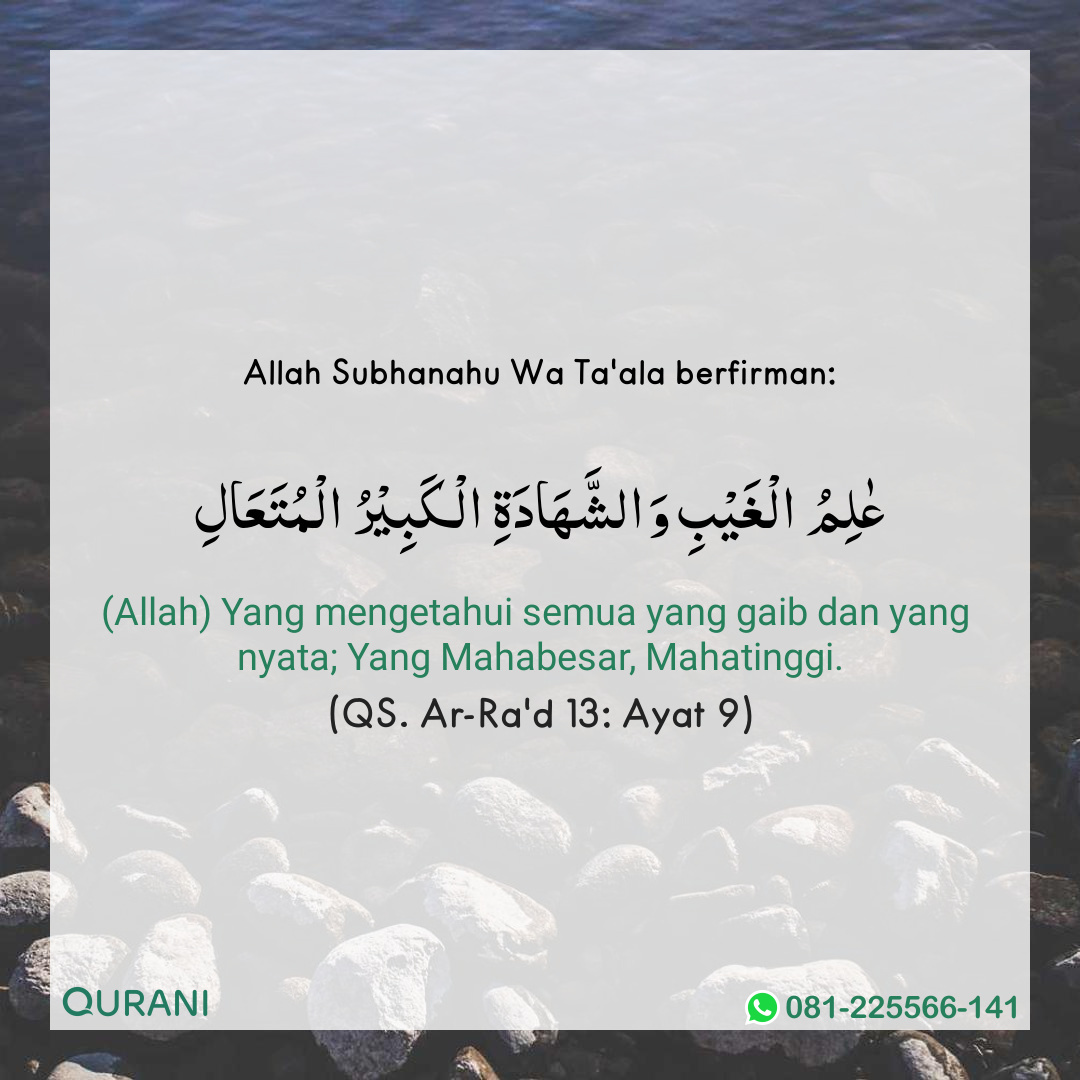 Allah Subhanahu Wa Ta'ala berfirman:
عٰلِمُ الْغَيْبِ وَالشَّهَادَةِ الْكَبِيْرُ الْمُتَعَالِ
(Allah) Yang mengetahui semua yang gaib dan yang
nyata; Yang Mahabesar, Mahatinggi.
(QS. Ar-Ra'd 13: Ayat 9)
QURANI
081-225566-141